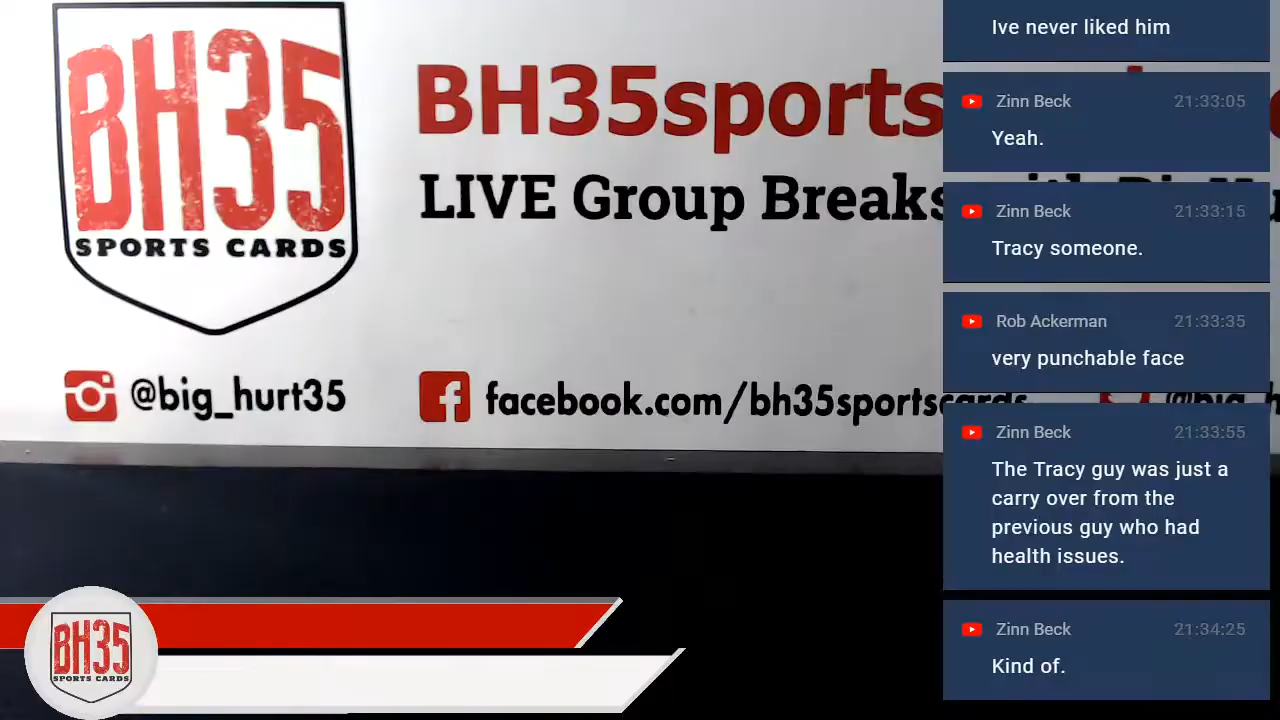 BH35
SPORTS CARDS
BH35sports
LIVE Group Breaks with
@big_hurt35
facebook.com/bh35sportscards
BH35
SPORTS CARDS
Ive never liked him
Zinn Beck 21:33:05
Yeah.
Zinn Beck 21:33:15
Tracy someone.
Rob Ackerman 21:33:35
very punchable face
Zinn Beck 21:33:55
The Tracy guy was just a
carry over from the
previous guy who had
health issues.
Zinn Beck 21:34:25
Kind of.